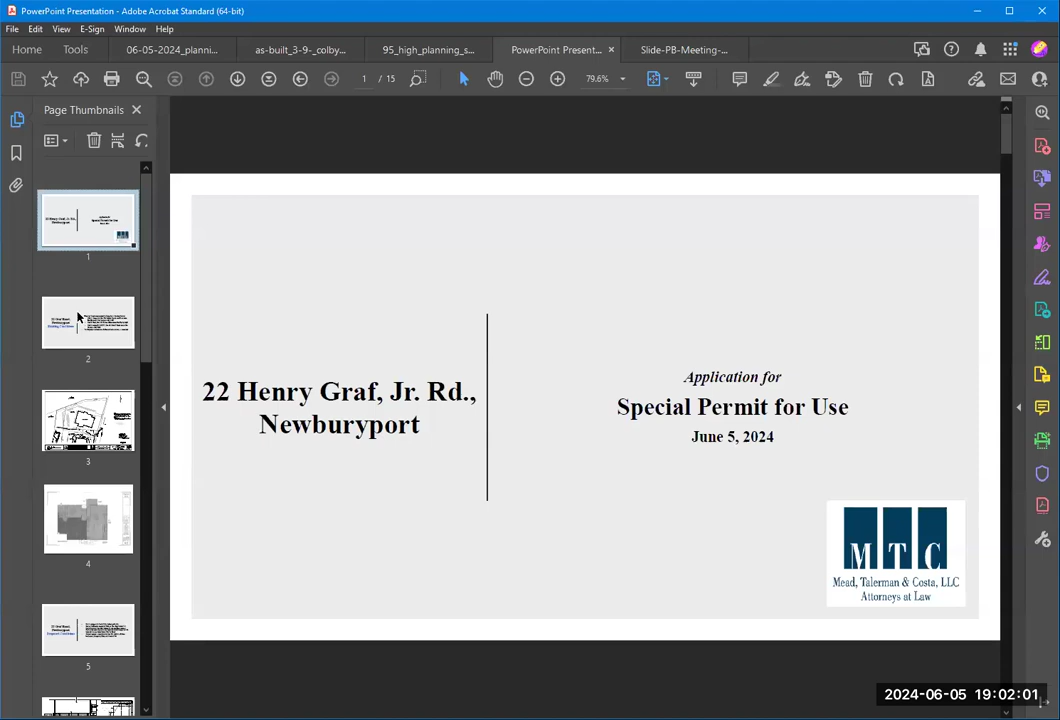 PowerPoint Presentation - Adobe Acrobat Standard (64-bit)
File Edit View E-Sign Window Help
Home Tools 06-05-2024_planni... as-built_3-9-_colby... 95_high_planning_s... PowerPoint Present... Slide-PB-Meeting-...
1 / 15 79.6%
Page Thumbnails
1
2
3
4
5
22 Henry Graf, Jr. Rd.,
Newburyport
Application for
Special Permit for Use
June 5, 2024
MTC
Mead, Talerman & Costa, LLC
Attorneys at Law
2024-06-05 19:02:01